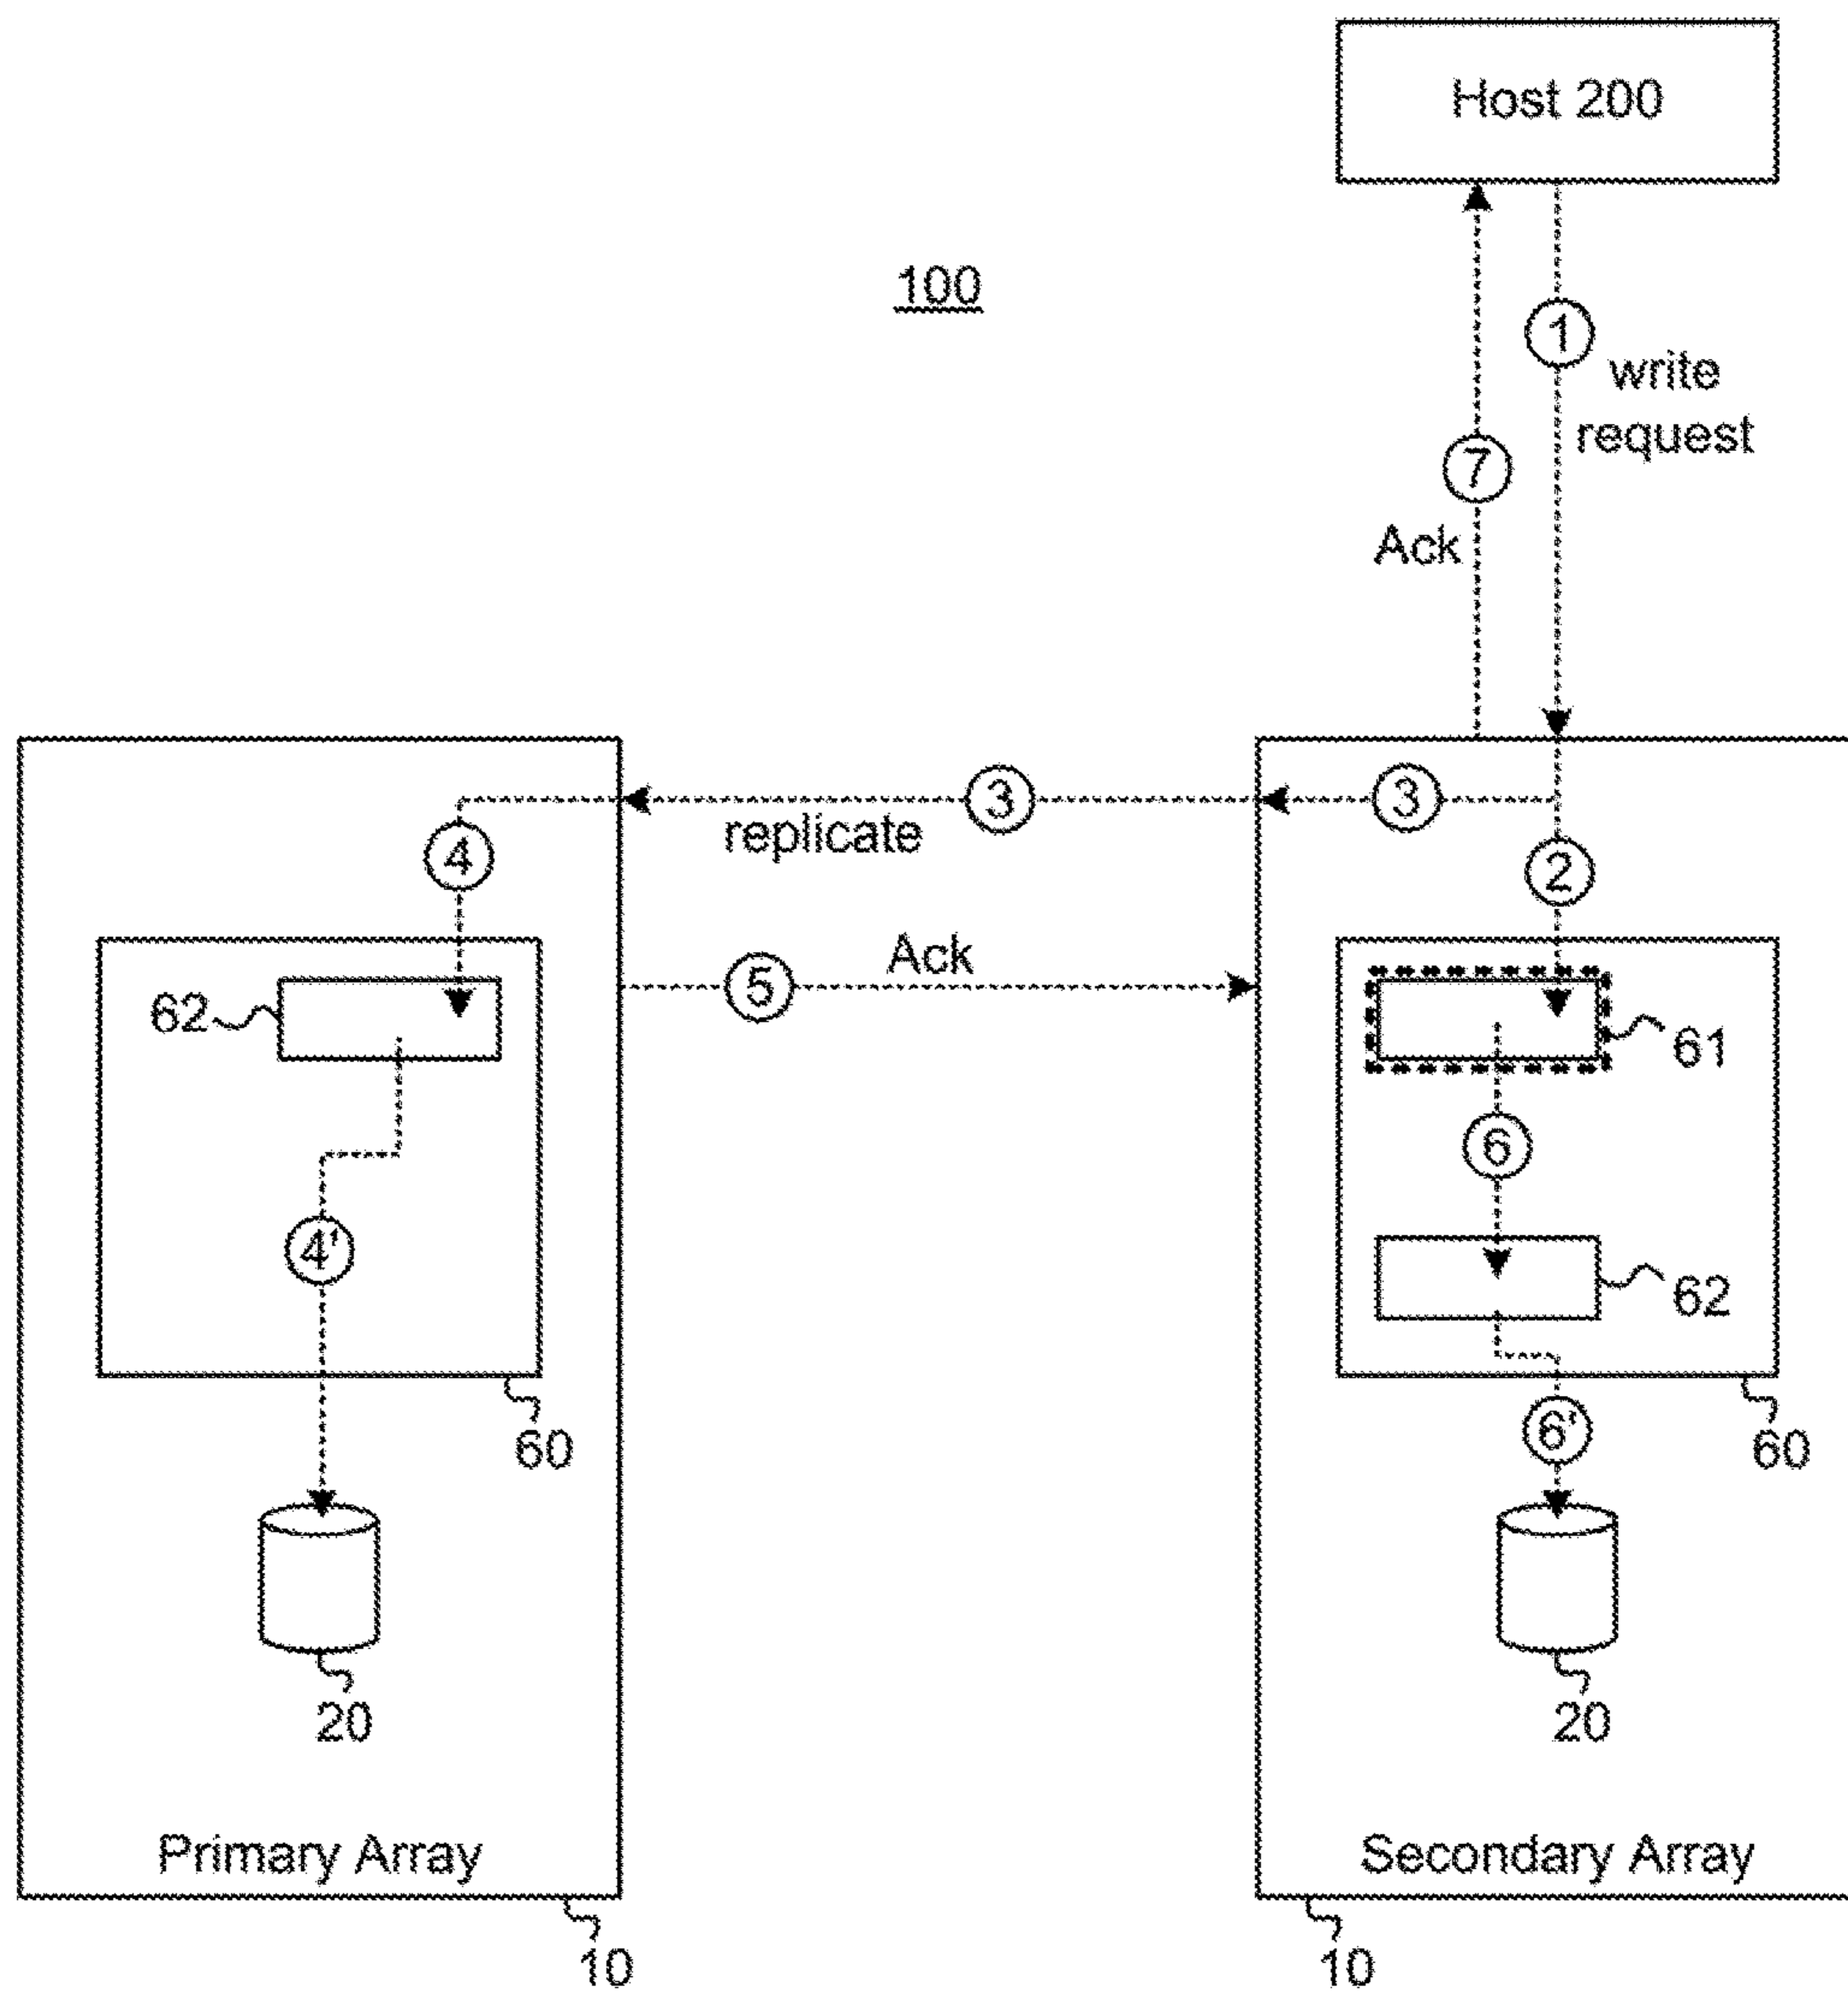 Host 200
100
1
write
request
7
Ack
3
3
replicate
4
2
Ack
5
62
61
6
4'
62
60
6'
60
20
20
Primary Array
Secondary Array
10
10